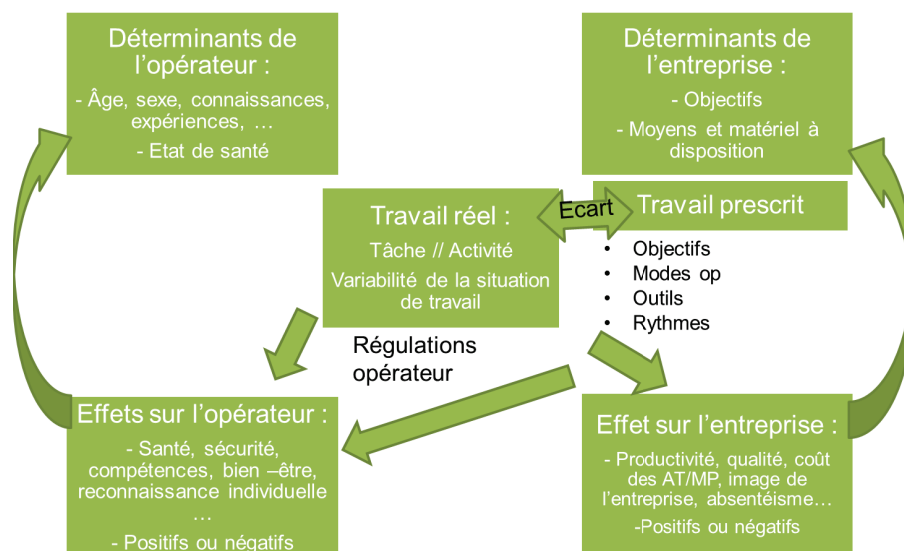 Déterminants de
l’opérateur :
- Âge, sexe, connaissances,
expériences, …
- Etat de santé
Déterminants de
l’entreprise :
- Objectifs
- Moyens et matériel à
disposition
Travail réel :
Tâche // Activité
Variabilité de la situation
de travail
Ecart
Travail prescrit
• Objectifs
• Modes op
• Outils
• Rythmes
Régulations
opérateur
Effets sur l’opérateur :
- Santé, sécurité,
compétences, bien –être,
reconnaissance individuelle
…
- Positifs ou négatifs
Effet sur l’entreprise :
- Productivité, qualité, coût
des AT/MP, image de
l’entreprise, absentéisme…
-Positifs ou négatifs